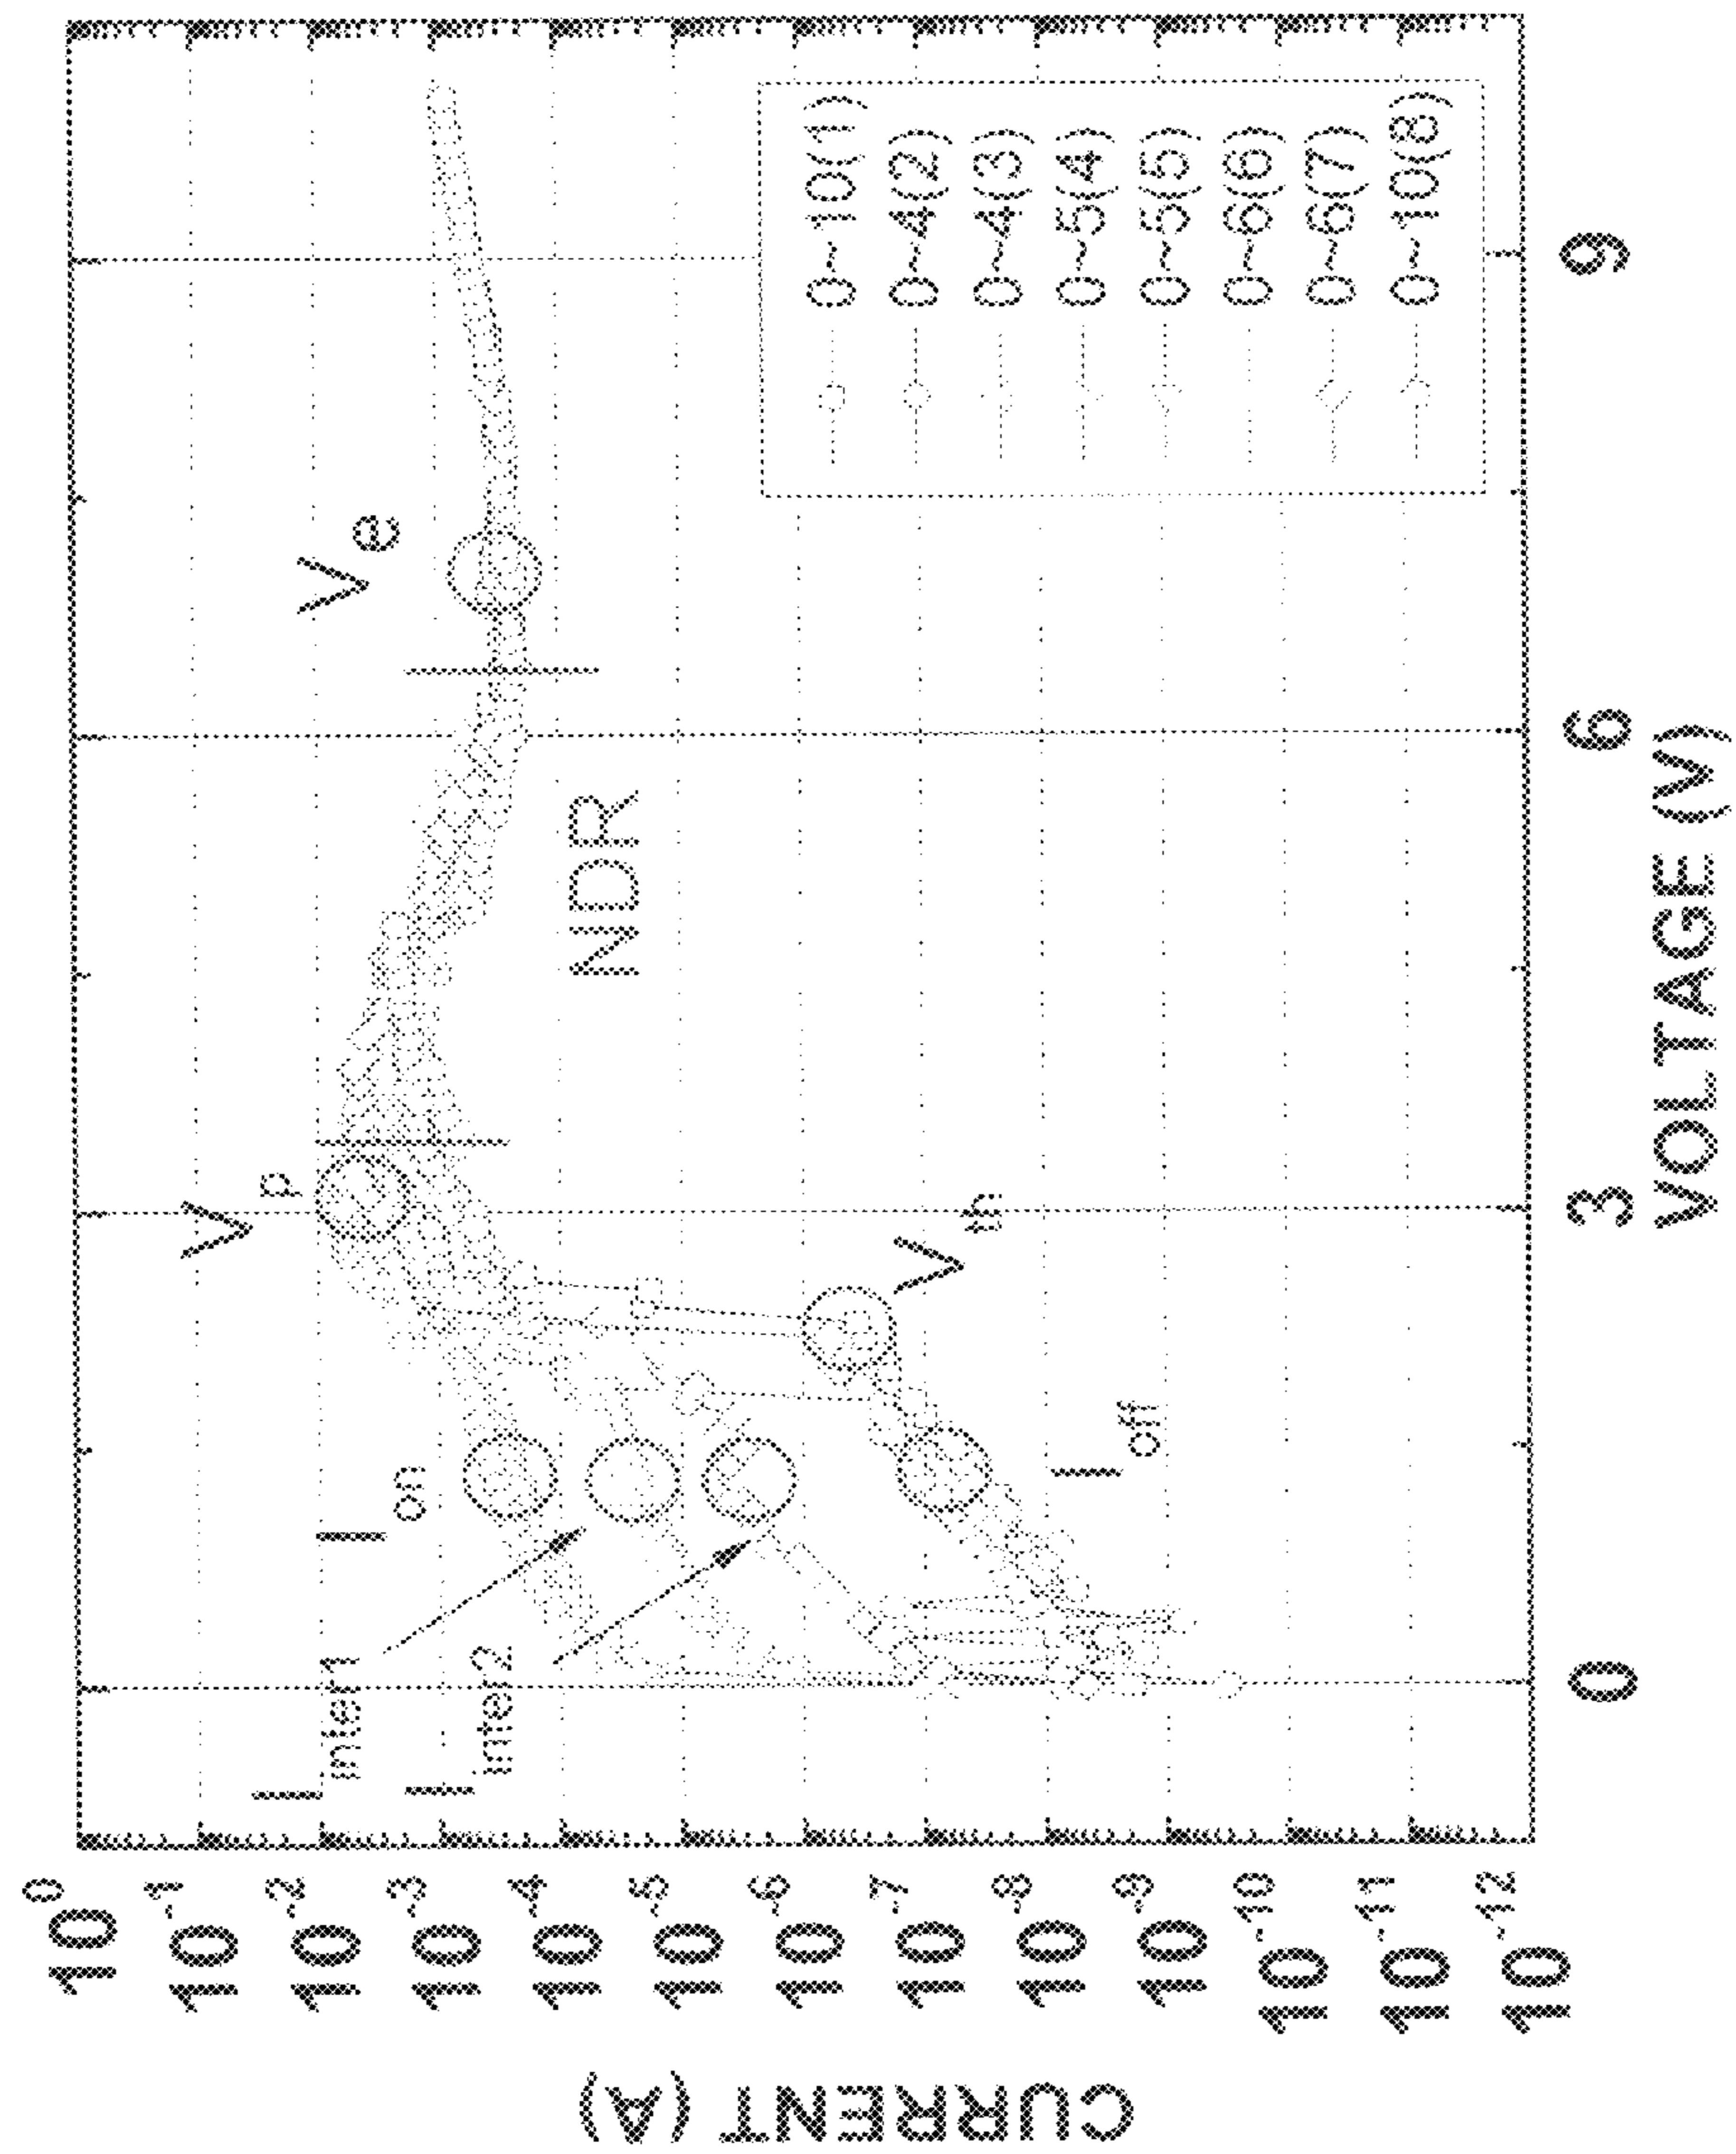 CURRENT (A)
10^0
10^-1
10^-2
10^-3
10^-4
10^-5
10^-6
10^-7
10^-8
10^-9
10^-10
10^-11
10^-12
I_inter1
I_inter2
I_on
V_p
V_e
NDR
V_th
I_off
0~10(1)
0~4(2)
0~4(3)
0~5(4)
0~5(5)
0~6(6)
0~6(7)
0~10(8)
0
3
6
9
VOLTAGE (V)